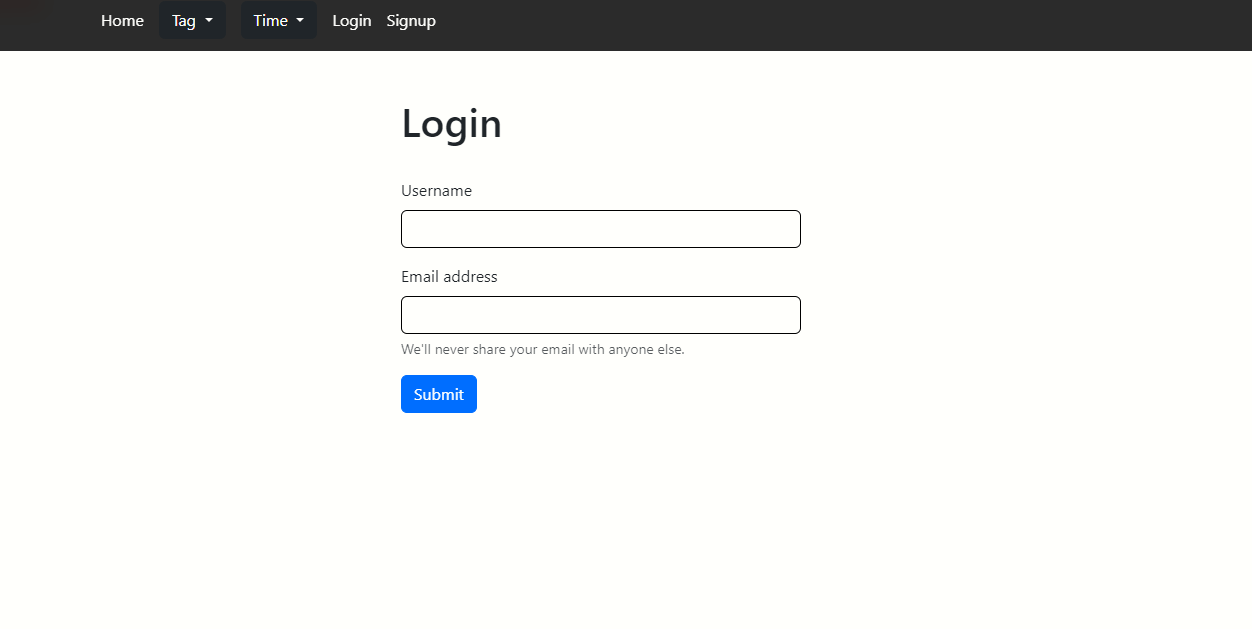 Home Tag Time Login Signup
Login
Username
Email address
We'll never share your email with anyone else.
Submit